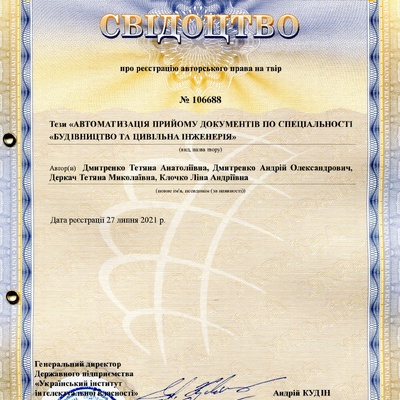 СВІДОЦТВО
про реєстрацію авторського права на твір
№ 106688
Тези «АВТОМАТИЗАЦІЯ ПРИЙОМУ ДОКУМЕНТІВ ПО СПЕЦІАЛЬНОСТІ
«БУДІВНИЦТВО ТА ЦИВІЛЬНА ІНЖЕНЕРІЯ»
(вид, назва твору)
Автор(и) Дмитренко Тетяна Анатоліївна, Дмитренко Андрій Олександрович,
Деркач Тетяна Миколаївна, Клочко Ліна Андріївна
(повне ім'я, псевдонім (за наявності))
Дата реєстрації 27 липня 2021 р.
Генеральний директор
Державного підприємства
«Український інститут
інтелектуальної власності»
Андрій КУДІН